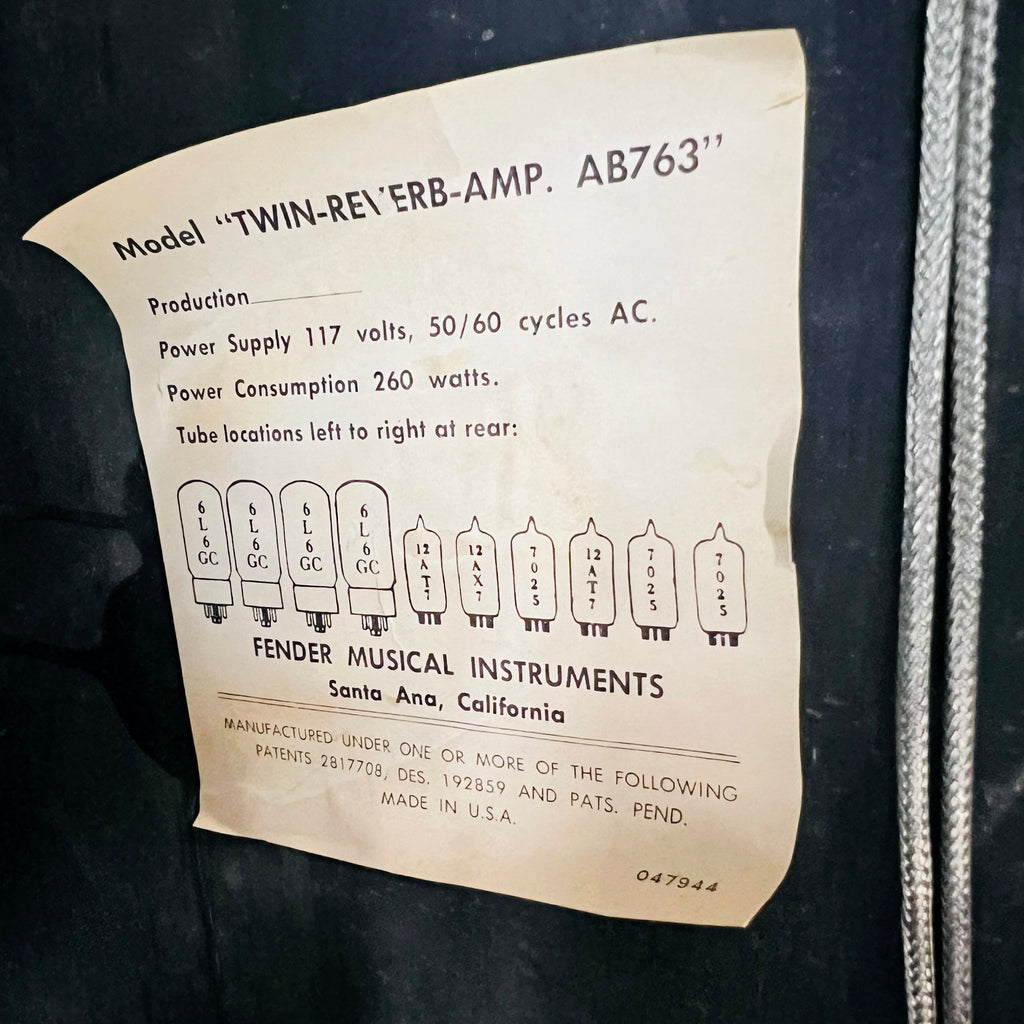 Model “TWIN-REVERB-AMP. AB763”
Production
Power Supply 117 volts, 50/60 cycles AC.
Power Consumption 260 watts.
Tube locations left to right at rear:
6L6GC 6L6GC 6L6GC 6L6GC 12AT7 12AX7 7025 12AT7 7025 7025
FENDER MUSICAL INSTRUMENTS
Santa Ana, California
MANUFACTURED UNDER ONE OR MORE OF THE FOLLOWING
PATENTS 2817708, DES. 192859 AND PATS. PEND.
MADE IN U.S.A.
047944